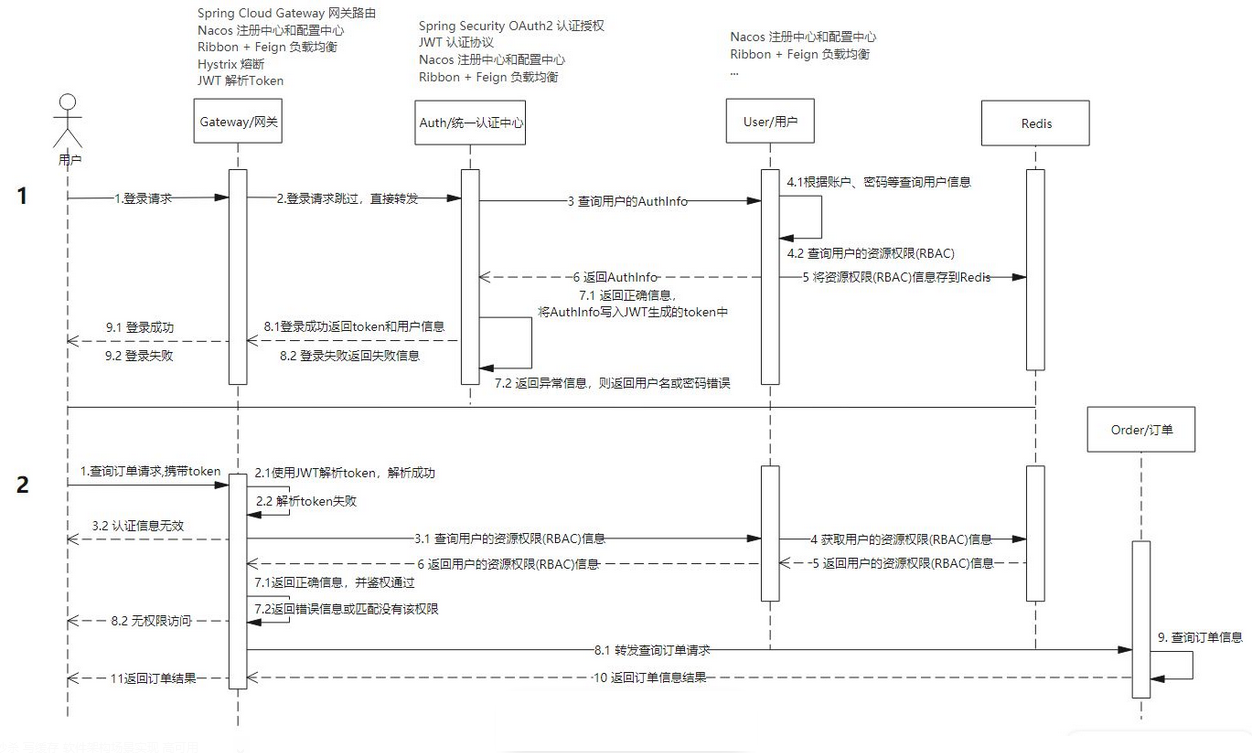 Spring Cloud Gateway 网关路由
Nacos 注册中心和配置中心
Ribbon + Feign 负载均衡
Hystrix 熔断
JWT 解析Token
Spring Security OAuth2 认证授权
JWT 认证协议
Nacos 注册中心和配置中心
Ribbon + Feign 负载均衡
Nacos 注册中心和配置中心
Ribbon + Feign 负载均衡
...
用户
Gateway/网关
Auth/统一认证中心
User/用户
Redis
1
1.登录请求
2.登录请求跳过，直接转发
3 查询用户的AuthInfo
4.1根据账户、密码等查询用户信息
4.2 查询用户的资源权限(RBAC)
5 将资源权限(RBAC)信息存到Redis
6 返回AuthInfo
7.1 返回正确信息，
将AuthInfo写入JWT生成的token中
7.2 返回异常信息，则返回用户名或密码错误
8.1登录成功返回token和用户信息
8.2 登录失败返回失败信息
9.1 登录成功
9.2 登录失败
Order/订单
2
1.查询订单请求,携带token
2.1使用JWT解析token，解析成功
2.2 解析token失败
3.2 认证信息无效
3.1 查询用户的资源权限(RBAC)信息
4 获取用户的资源权限(RBAC)信息
5 返回用户的资源权限(RBAC)信息
6 返回用户的资源权限(RBAC)信息
7.1返回正确信息，并鉴权通过
7.2返回错误信息或匹配没有该权限
8.2 无权限访问
8.1 转发查询订单请求
9. 查询订单信息
10 返回订单信息结果
11返回订单结果